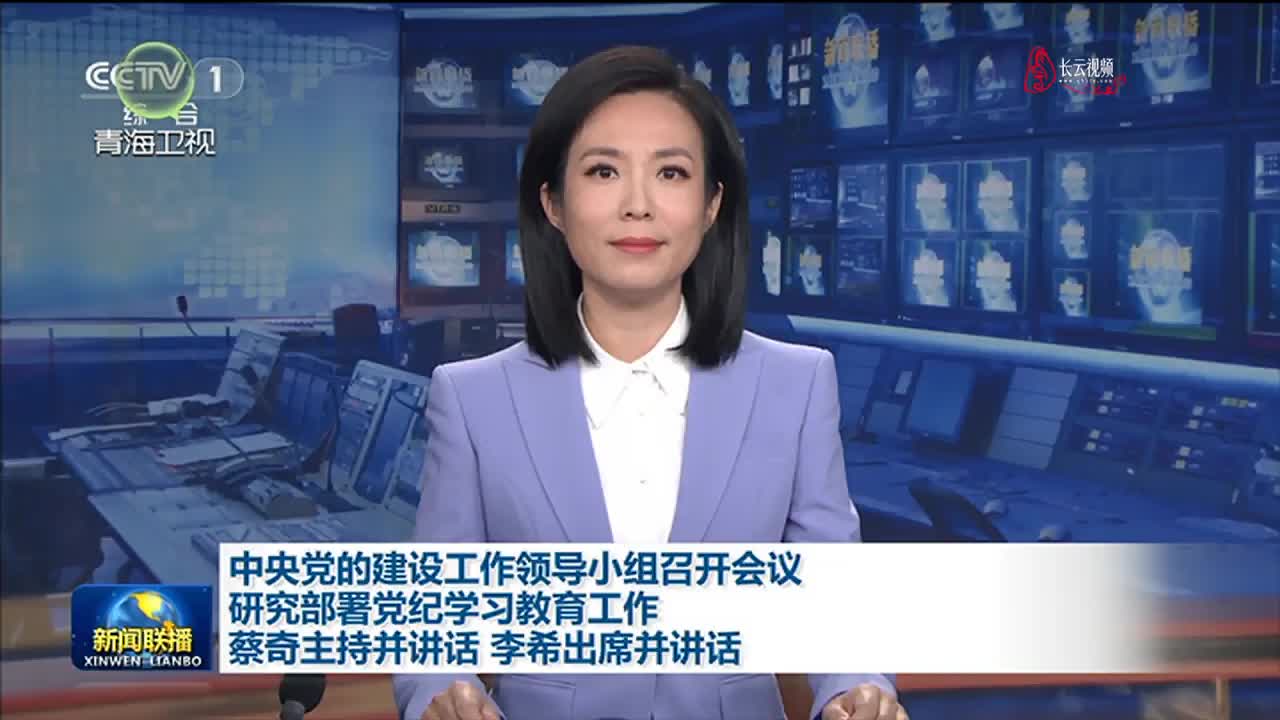 CCTV 1
综合
青海卫视
长云视频
中央党的建设工作领导小组召开会议
研究部署党纪学习教育工作
蔡奇主持并讲话 李希出席并讲话
新闻联播
XINWEN LIANBO